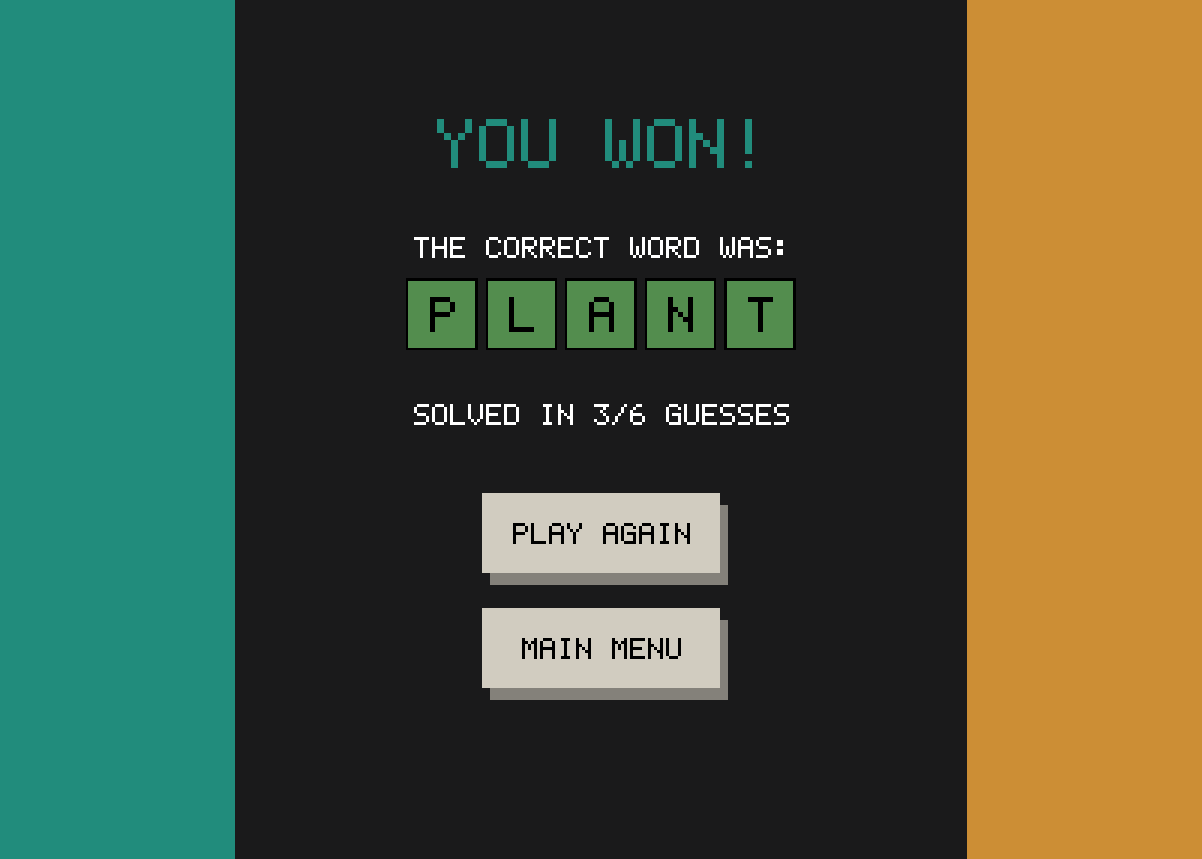 YOU WON!
THE CORRECT WORD WAS:
PLANT
SOLVED IN 3/6 GUESSES
PLAY AGAIN
MAIN MENU